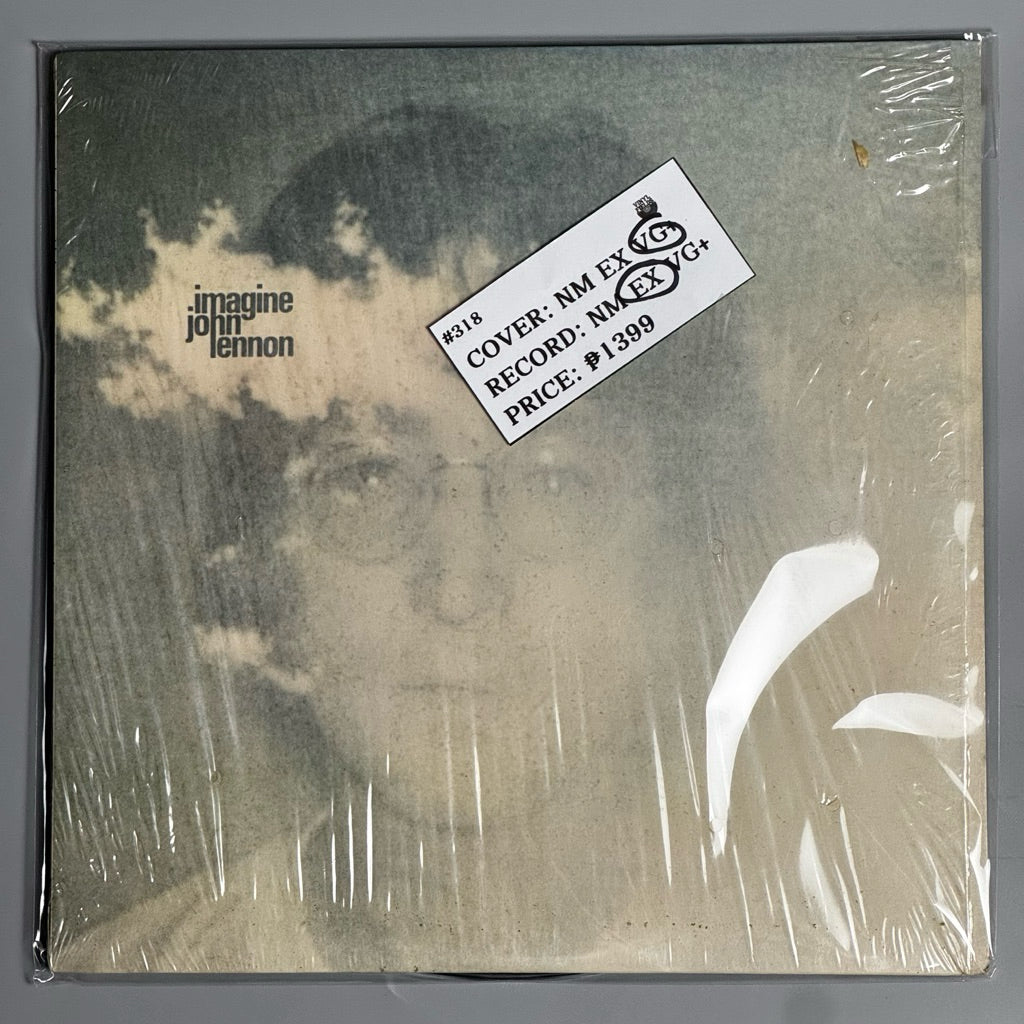 imagine
john
lennon
#318
COVER: NM EX VG+
RECORD: NM EX VG+
PRICE: ₱1399